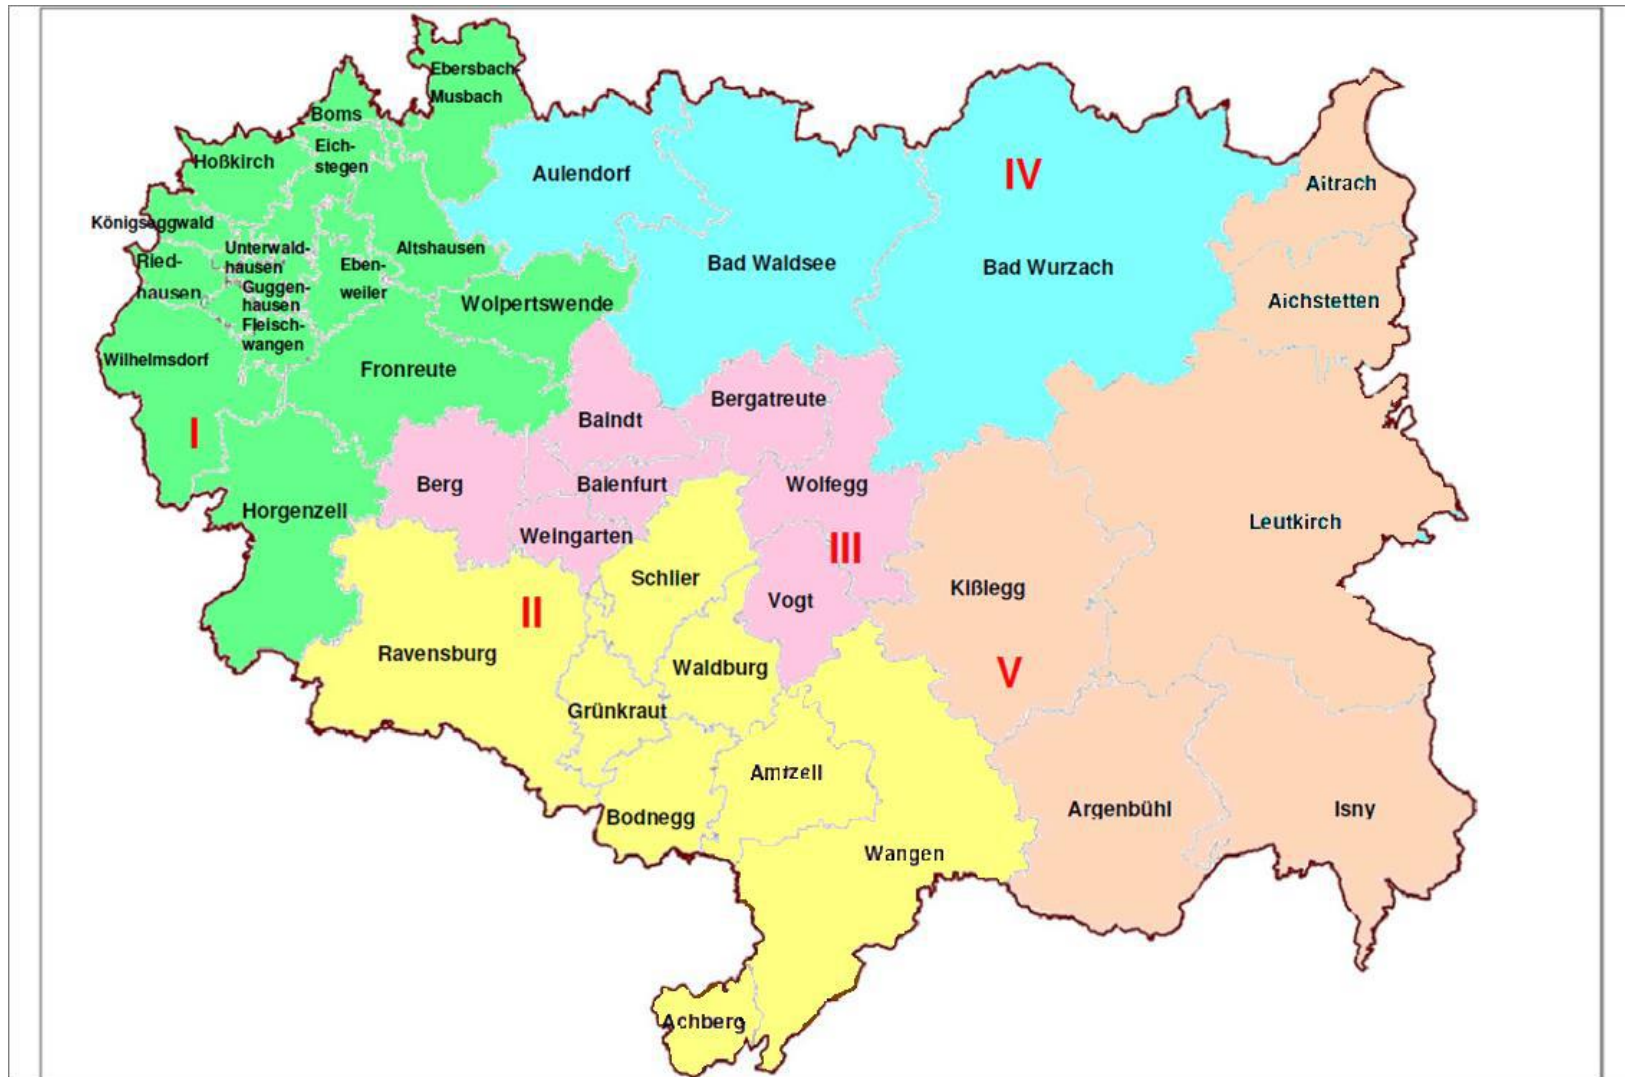 Ebersbach-
Musbach
Boms
Eich-
stegen
Hoßkirch
Aulendorf
IV
Aitrach
Königseggwald
Unterwald-
hausen
Altshausen
Ried-
hausen
Eben-
weiler
Bad Waldsee
Bad Wurzach
Guggen-
hausen
Wolpertswende
Aichstetten
Fleisch-
wangen
Wilhelmsdorf
Fronreute
Bergatreute
Baindt
I
Berg
Baienfurt
Wolfegg
Horgenzell
Leutkirch
Weingarten
III
Schlier
Kißlegg
Vogt
II
Ravensburg
Waldburg
V
Grünkraut
Amtzell
Bodnegg
Argenbühl
Isny
Wangen
Achberg